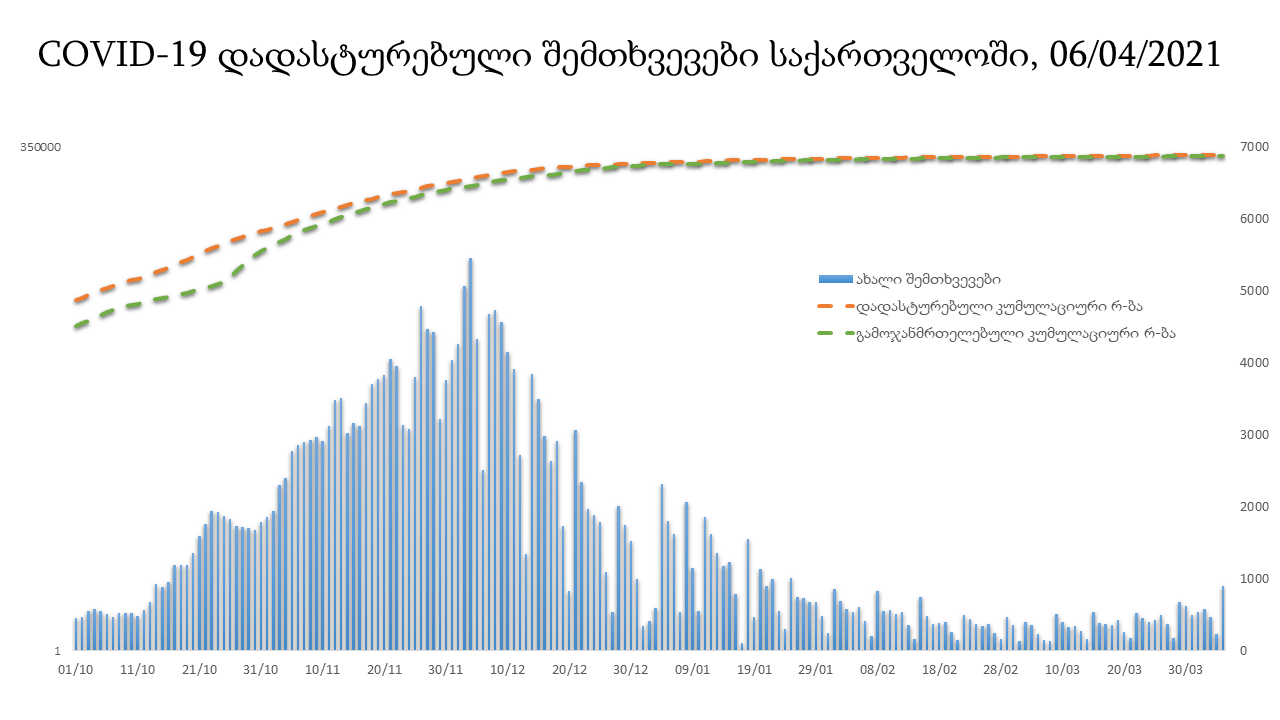 COVID-19 დადასტურებული შემთხვევები საქართველოში, 06/04/2021
350000
7000
6000
5000
4000
3000
2000
1000
0
1
ახალი შემთხვევები
დადასტურებული კუმულაციური რ-ბა
გამოჯანმრთელებული კუმულაციური რ-ბა
01/10 11/10 21/10 31/10 10/11 20/11 30/11 10/12 20/12 30/12 09/01 19/01 29/01 08/02 18/02 28/02 10/03 20/03 30/03